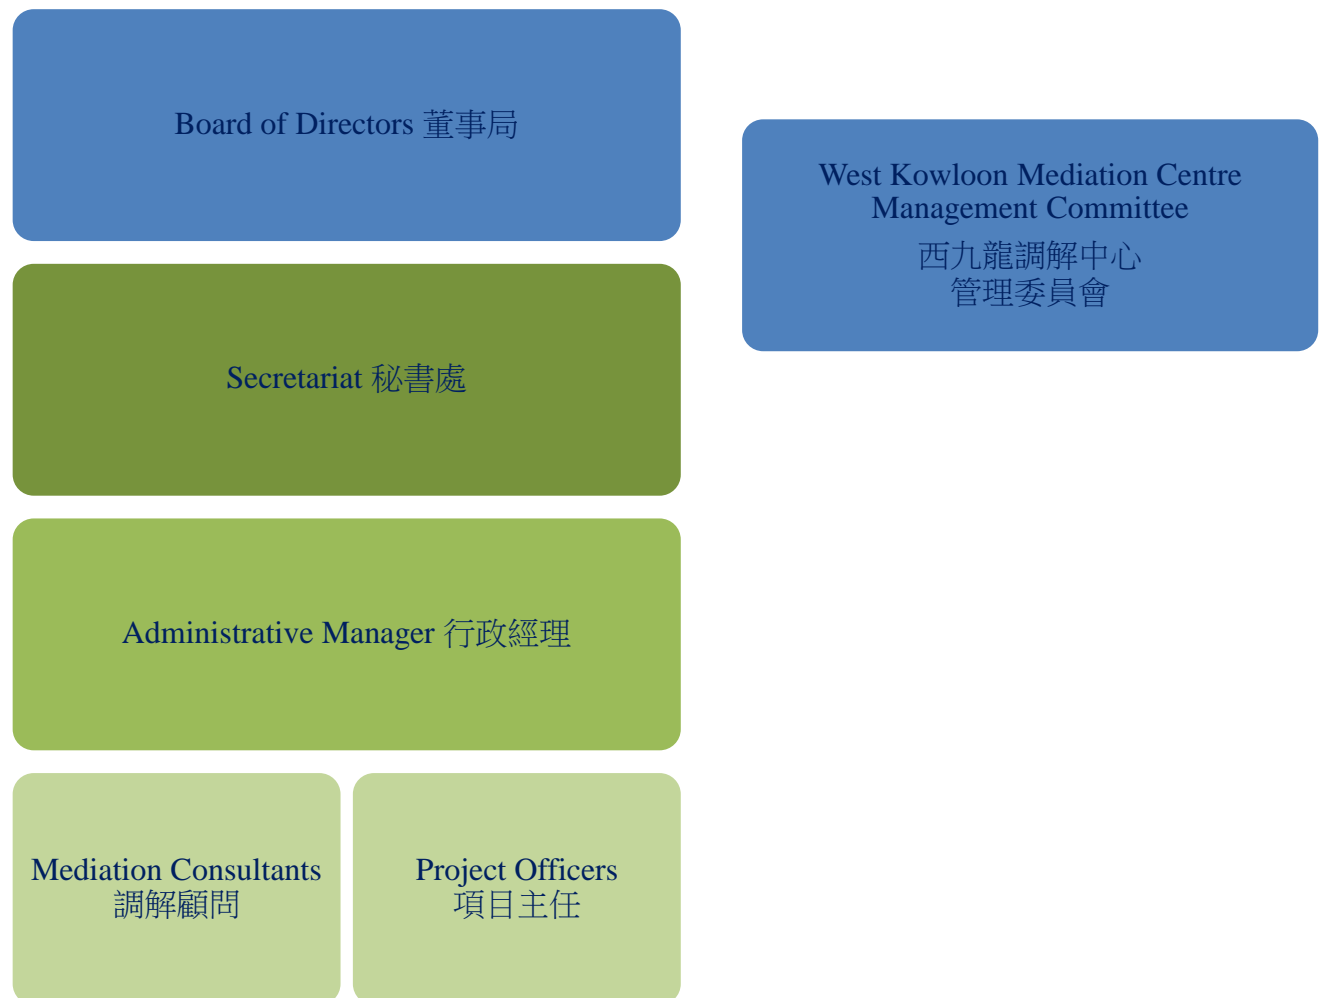 Board of Directors 董事局
West Kowloon Mediation Centre
Management Committee
西九龍調解中心
管理委員會
Secretariat 秘書處
Administrative Manager 行政經理
Mediation Consultants
調解顧問
Project Officers
項目主任